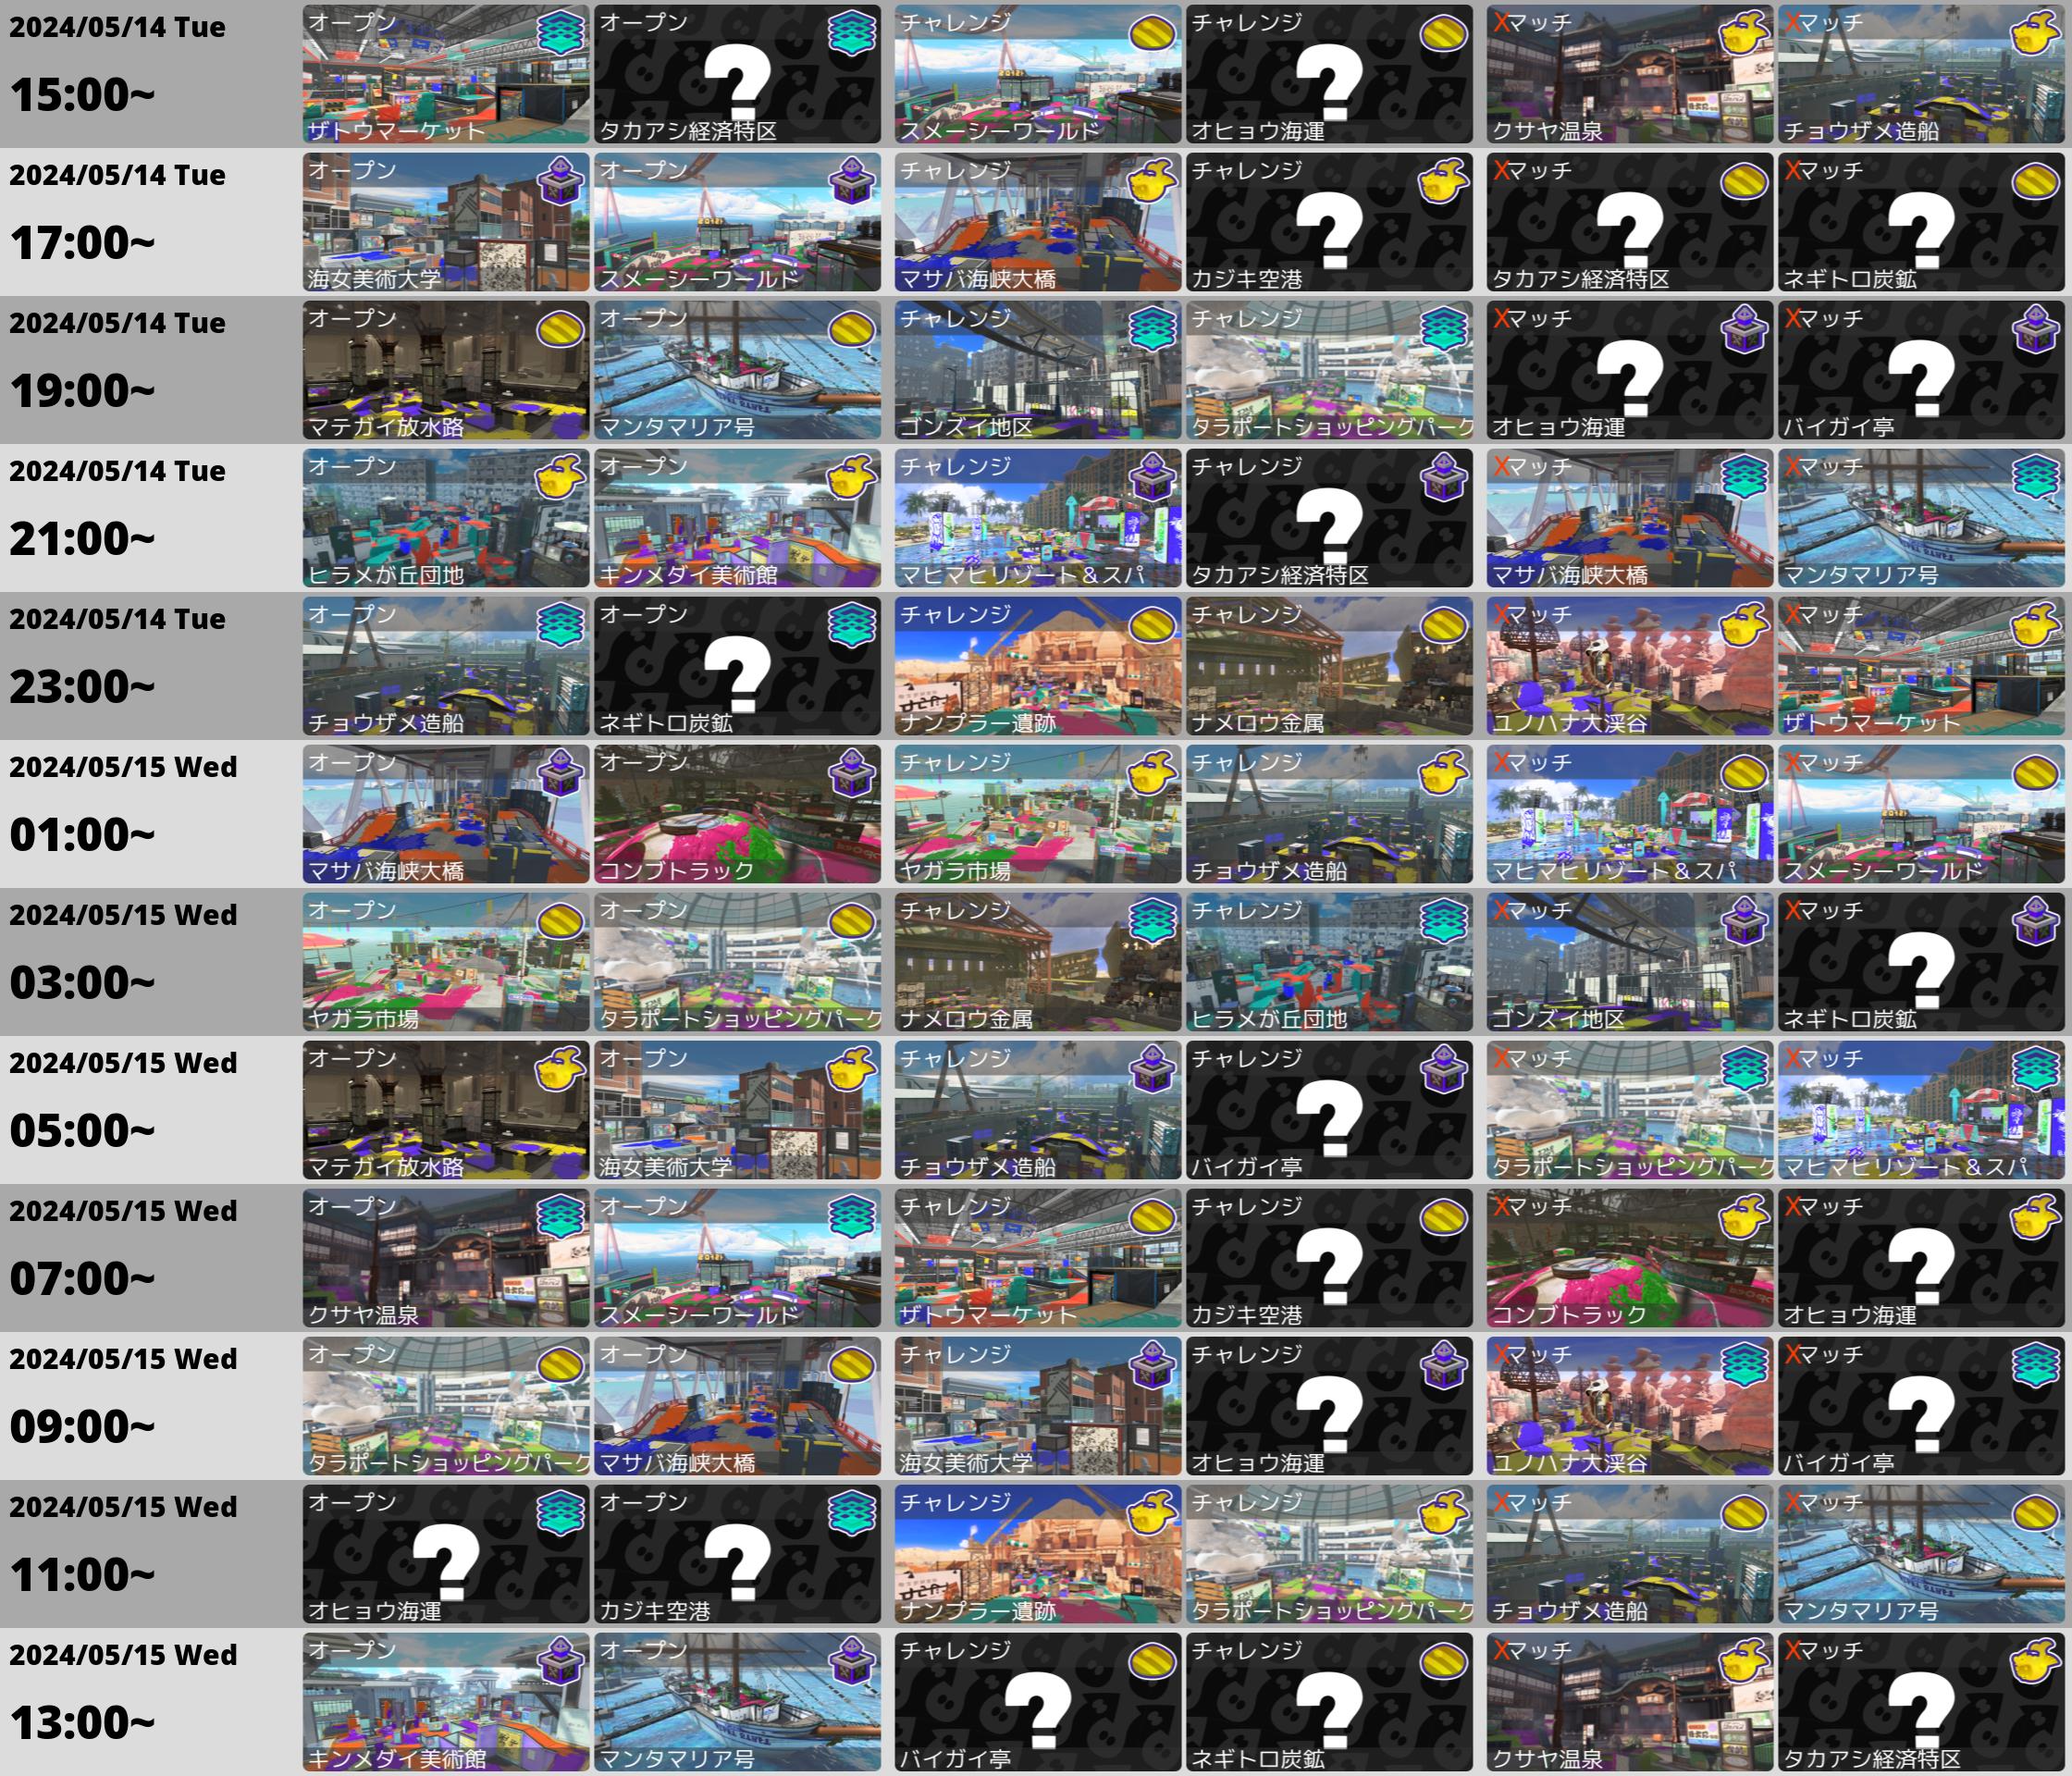 2024/05/14 Tue
15:00~
オープン
ザトウマーケット
オープン
タカアシ経済特区
チャレンジ
スメーシーワールド
チャレンジ
オヒョウ海運
Xマッチ
クサヤ温泉
Xマッチ
チョウザメ造船
2024/05/14 Tue
17:00~
オープン
海女美術大学
オープン
スメーシーワールド
チャレンジ
マサバ海峡大橋
チャレンジ
カジキ空港
Xマッチ
タカアシ経済特区
Xマッチ
ネギトロ炭鉱
2024/05/14 Tue
19:00~
オープン
マテガイ放水路
オープン
マンタマリア号
チャレンジ
ゴンズイ地区
チャレンジ
タラポートショッピングパーク
Xマッチ
オヒョウ海運
Xマッチ
バイガイ亭
2024/05/14 Tue
21:00~
オープン
ヒラメが丘団地
オープン
キンメダイ美術館
チャレンジ
マヒマヒリゾート＆スパ
チャレンジ
タカアシ経済特区
Xマッチ
マサバ海峡大橋
Xマッチ
マンタマリア号
2024/05/14 Tue
23:00~
オープン
チョウザメ造船
オープン
ネギトロ炭鉱
チャレンジ
ナンプラー遺跡
チャレンジ
ナメロウ金属
Xマッチ
ユノハナ大渓谷
Xマッチ
ザトウマーケット
2024/05/15 Wed
01:00~
オープン
マサバ海峡大橋
オープン
コンブトラック
チャレンジ
ヤガラ市場
チャレンジ
チョウザメ造船
Xマッチ
マヒマヒリゾート＆スパ
Xマッチ
スメーシーワールド
2024/05/15 Wed
03:00~
オープン
ヤガラ市場
オープン
タラポートショッピングパーク
チャレンジ
ナメロウ金属
チャレンジ
ヒラメが丘団地
Xマッチ
ゴンズイ地区
Xマッチ
ネギトロ炭鉱
2024/05/15 Wed
05:00~
オープン
マテガイ放水路
オープン
海女美術大学
チャレンジ
チョウザメ造船
チャレンジ
バイガイ亭
Xマッチ
タラポートショッピングパーク
Xマッチ
マヒマヒリゾート＆スパ
2024/05/15 Wed
07:00~
オープン
クサヤ温泉
オープン
スメーシーワールド
チャレンジ
ザトウマーケット
チャレンジ
カジキ空港
Xマッチ
コンブトラック
Xマッチ
オヒョウ海運
2024/05/15 Wed
09:00~
オープン
タラポートショッピングパーク
オープン
マサバ海峡大橋
チャレンジ
海女美術大学
チャレンジ
オヒョウ海運
Xマッチ
ユノハナ大渓谷
Xマッチ
バイガイ亭
2024/05/15 Wed
11:00~
オープン
オヒョウ海運
オープン
カジキ空港
チャレンジ
ナンプラー遺跡
チャレンジ
タラポートショッピングパーク
Xマッチ
チョウザメ造船
Xマッチ
マンタマリア号
2024/05/15 Wed
13:00~
オープン
キンメダイ美術館
オープン
マンタマリア号
チャレンジ
バイガイ亭
チャレンジ
ネギトロ炭鉱
Xマッチ
クサヤ温泉
Xマッチ
タカアシ経済特区